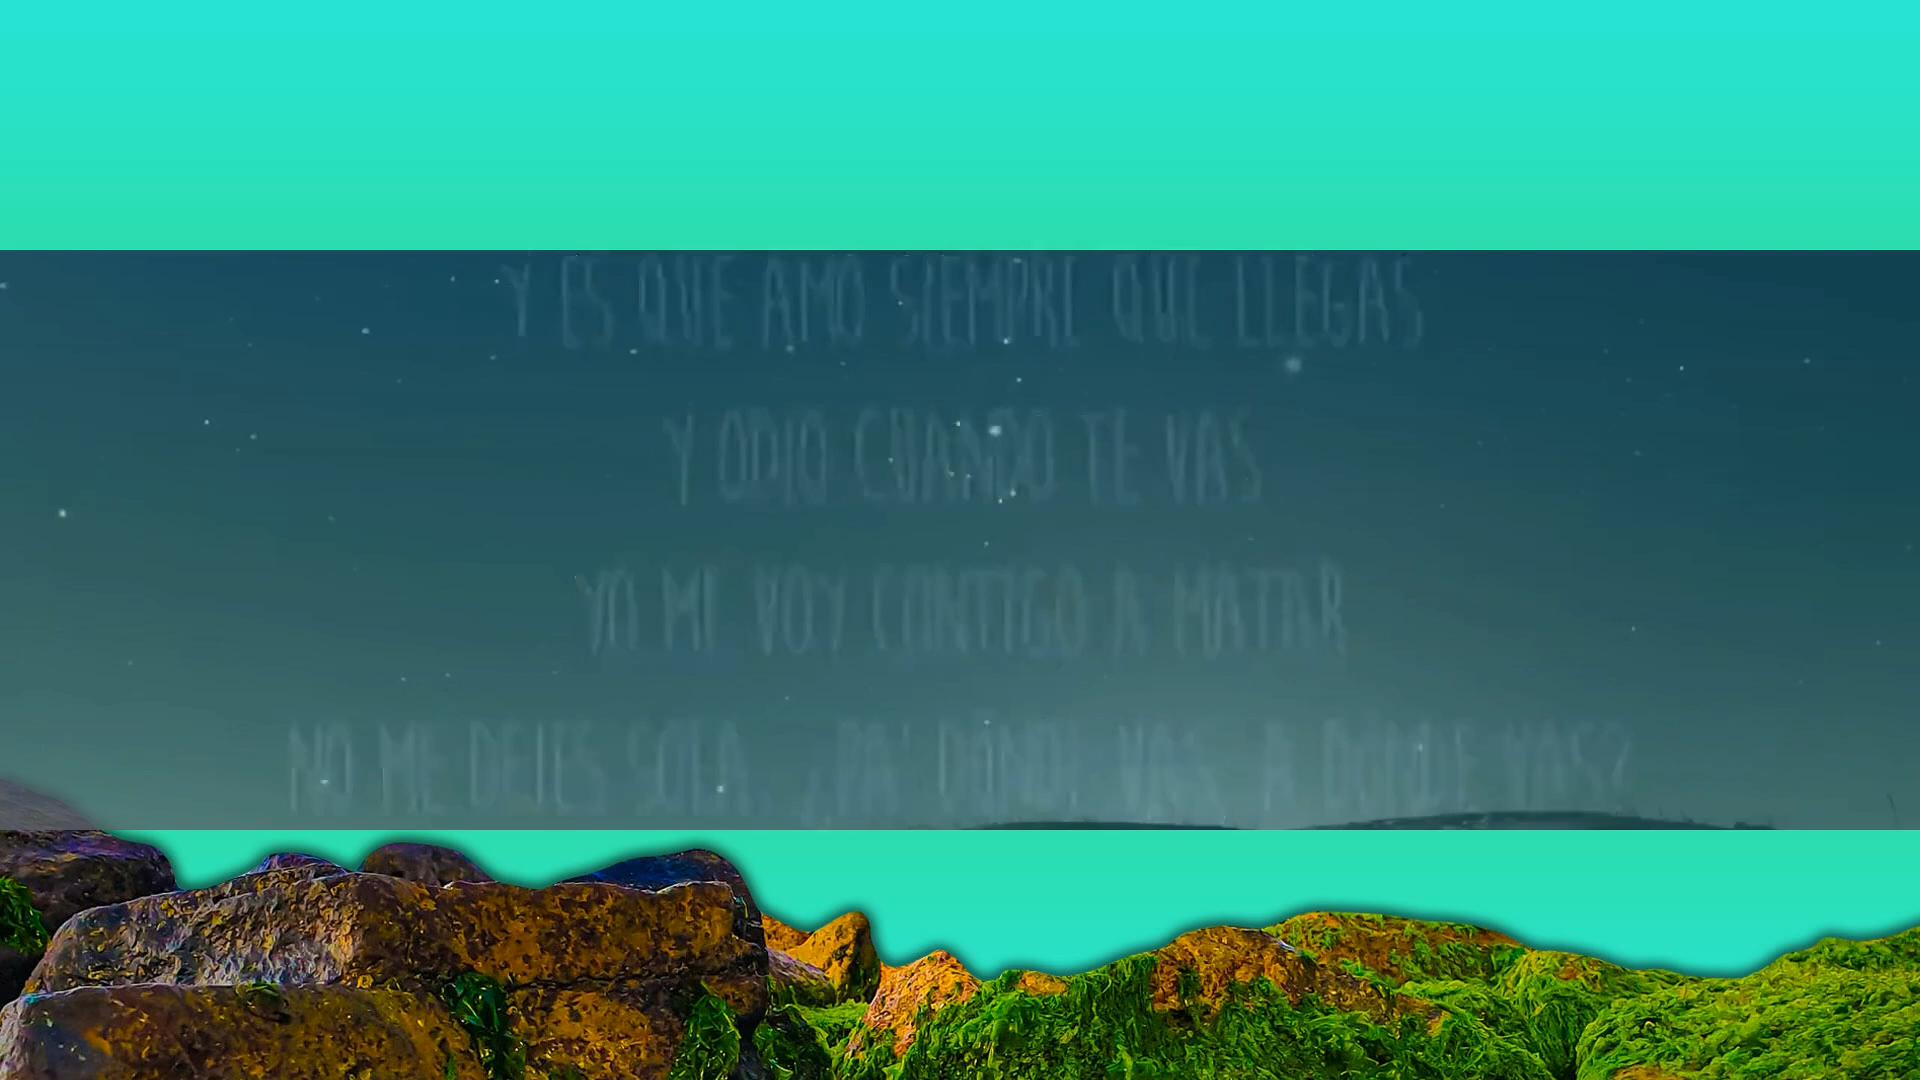 Y ES QUE AMO SIEMPRE QUE LLEGAS
Y ODIO CUANDO TE VAS
YO ME VOY CONTIGO A MATAR
NO ME DEJES SOLA, ¿PA' DÓNDE VAS, A DÓNDE VAS?